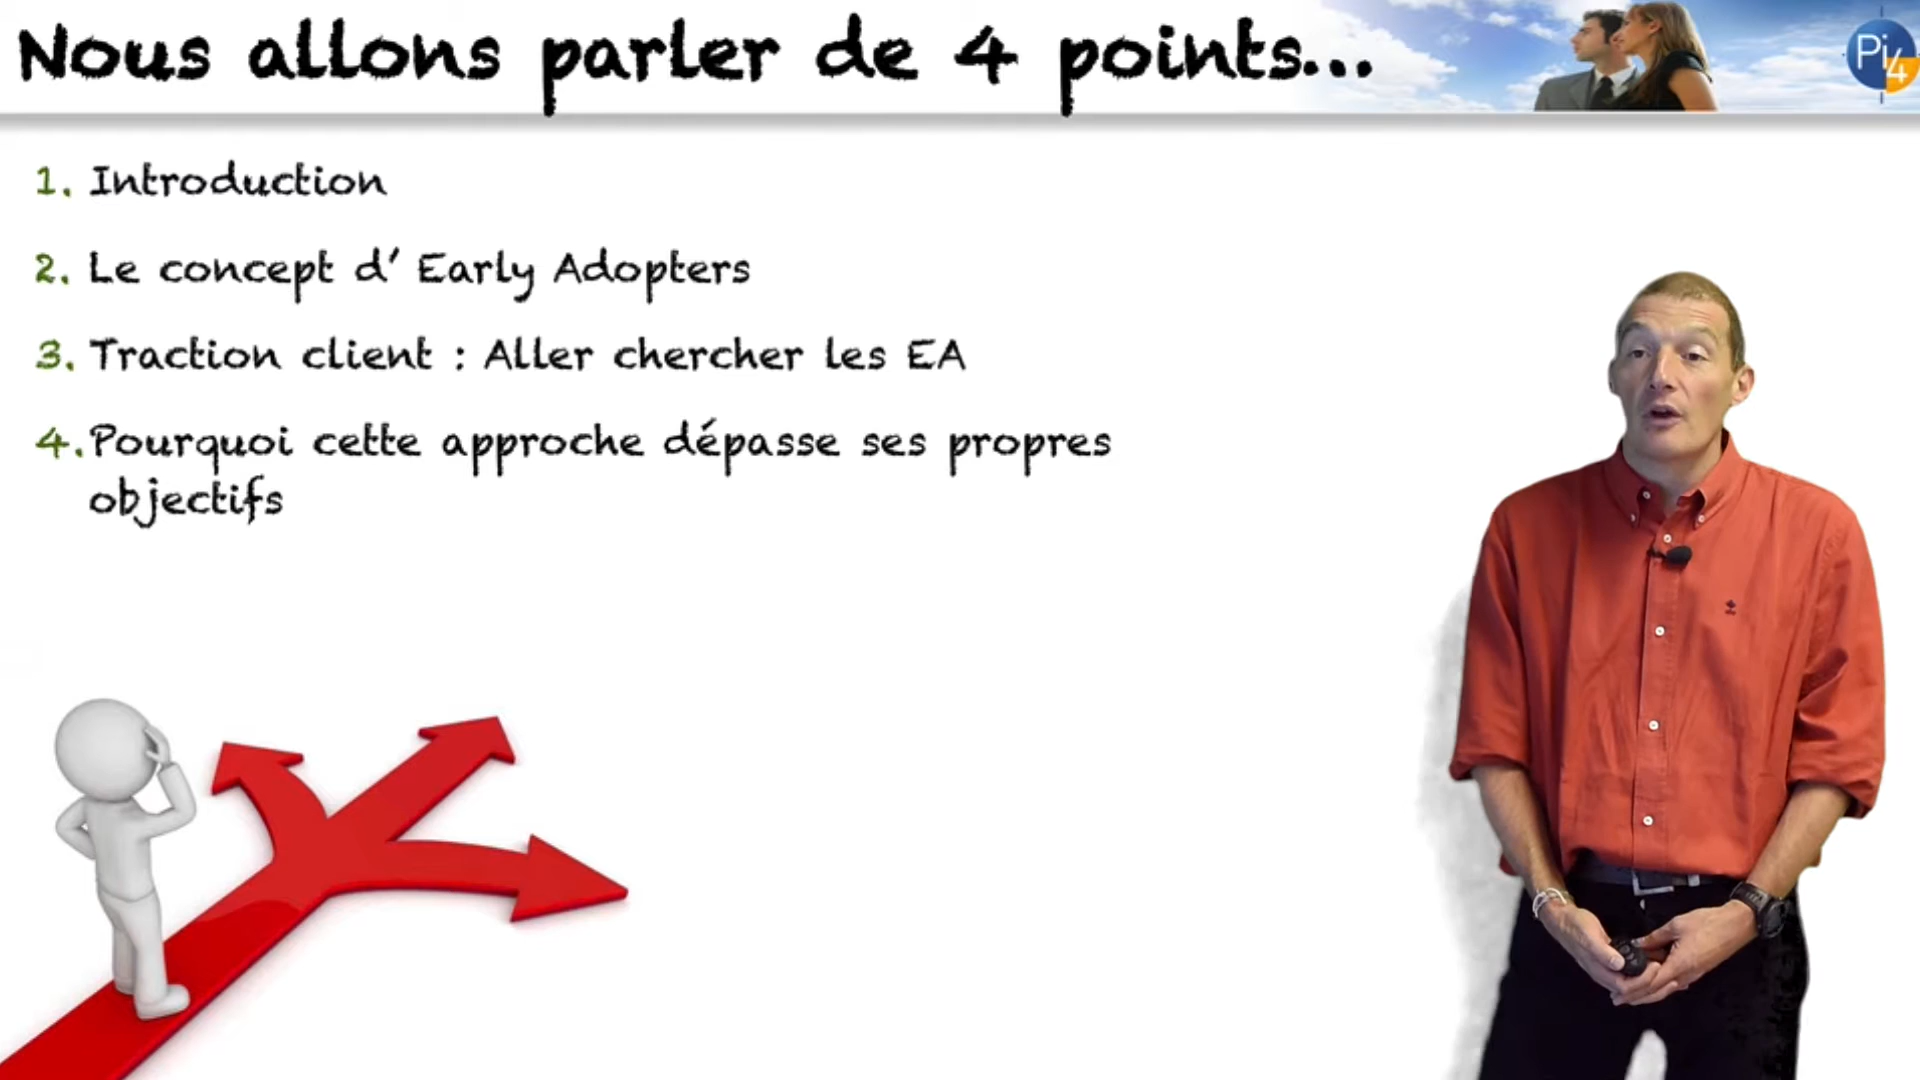 Nous allons parler de 4 points...
Pi4
1. Introduction
2. Le concept d' Early Adopters
3. Traction client : Aller chercher les EA
4. Pourquoi cette approche dépasse ses propres
objectifs